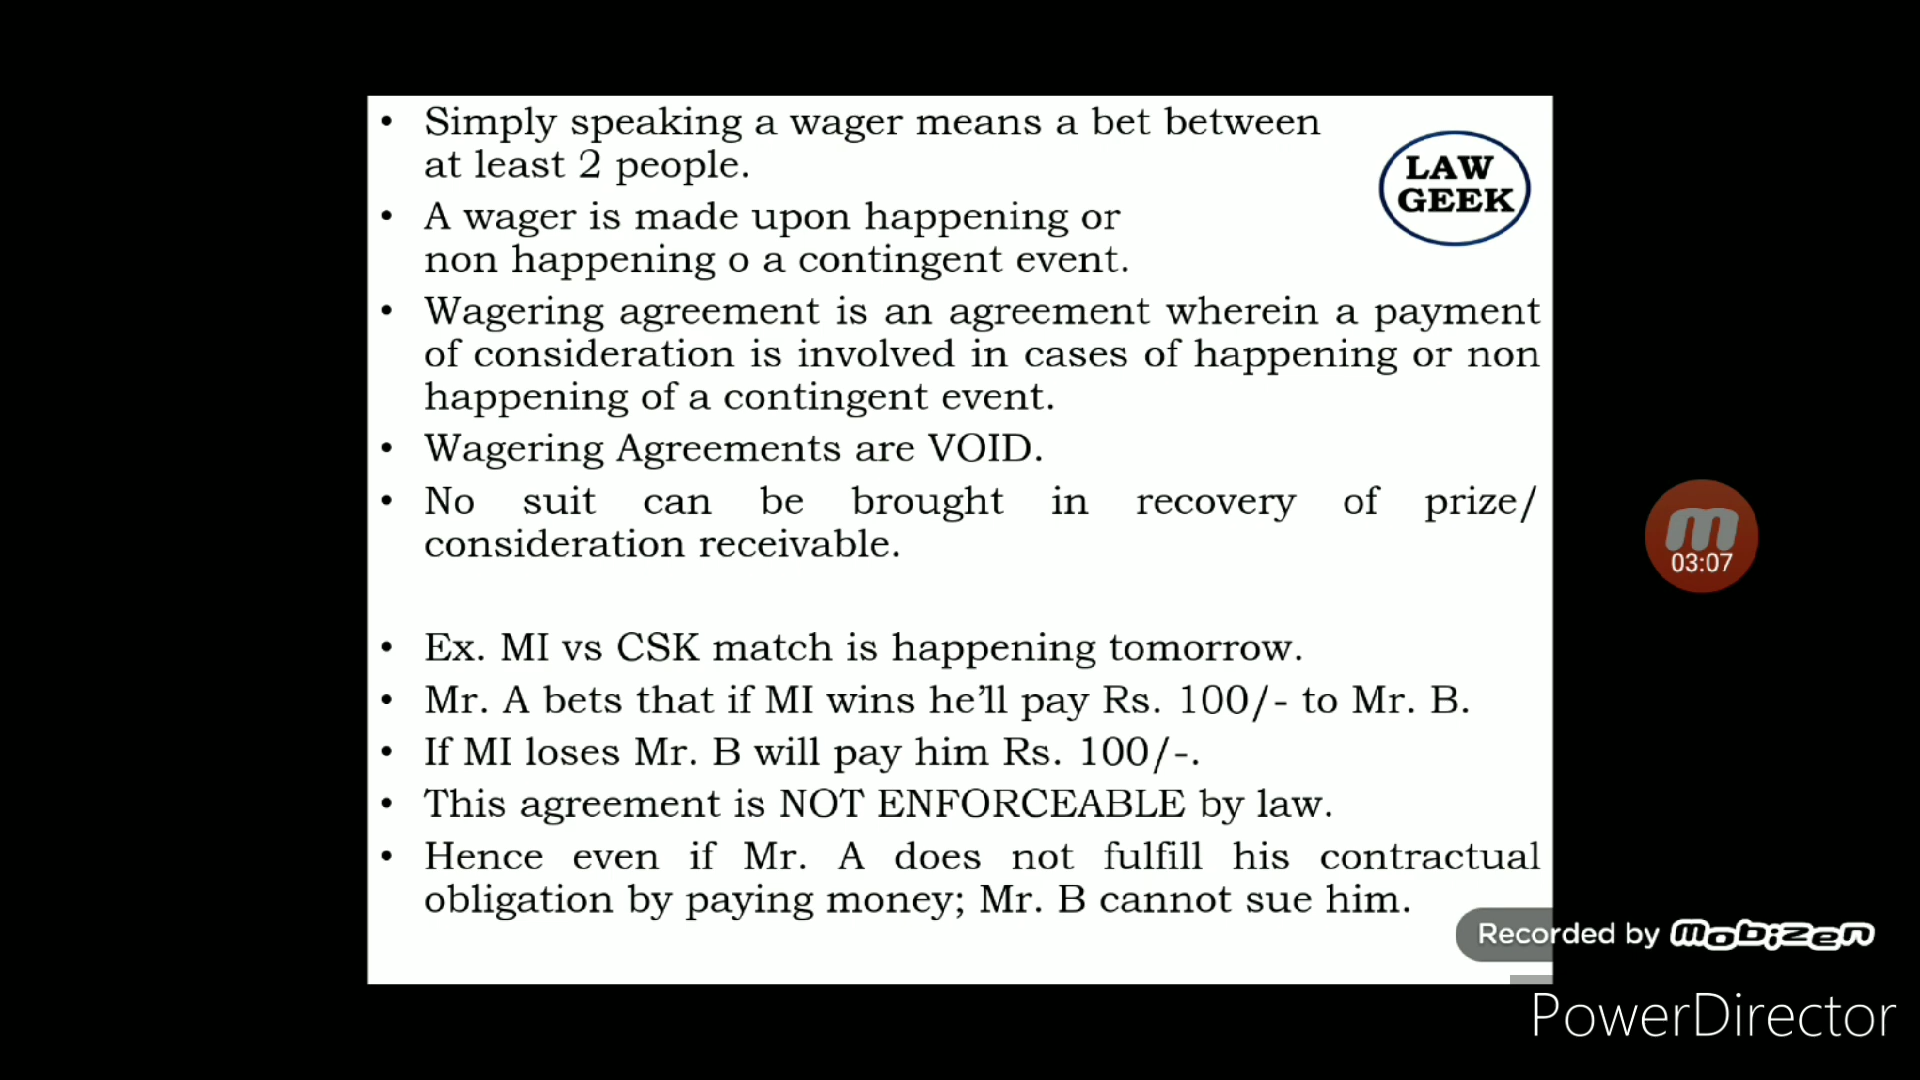 • Simply speaking a wager means a bet between
at least 2 people.
• A wager is made upon happening or
non happening o a contingent event.
• Wagering agreement is an agreement wherein a payment
of consideration is involved in cases of happening or non
happening of a contingent event.
• Wagering Agreements are VOID.
• No suit can be brought in recovery of prize/
consideration receivable.
• Ex. MI vs CSK match is happening tomorrow.
• Mr. A bets that if MI wins he’ll pay Rs. 100/- to Mr. B.
• If MI loses Mr. B will pay him Rs. 100/-.
• This agreement is NOT ENFORCEABLE by law.
• Hence even if Mr. A does not fulfill his contractual
obligation by paying money; Mr. B cannot sue him.
LAW
GEEK
m
03:07
Recorded by mobizen
PowerDirector